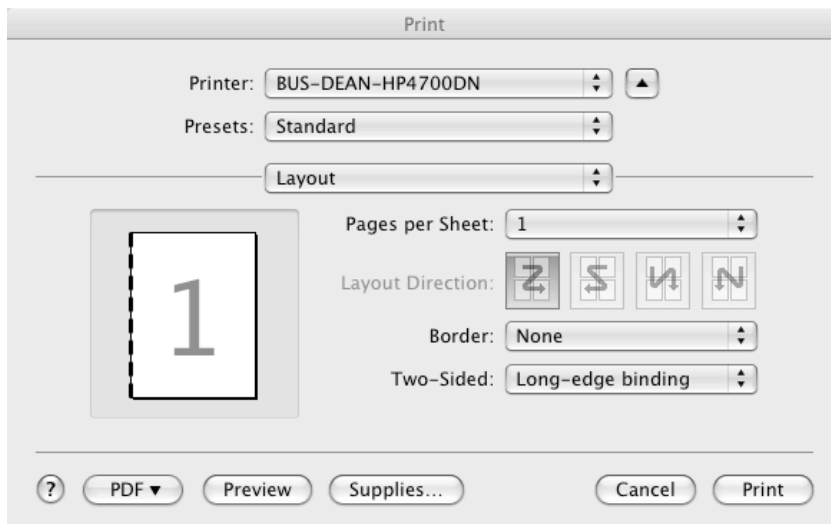 Print
Printer: BUS-DEAN-HP4700DN
Presets: Standard
Layout
Pages per Sheet: 1
Layout Direction:
Border: None
Two-Sided: Long-edge binding
1
? PDF▼ Preview Supplies... Cancel Print